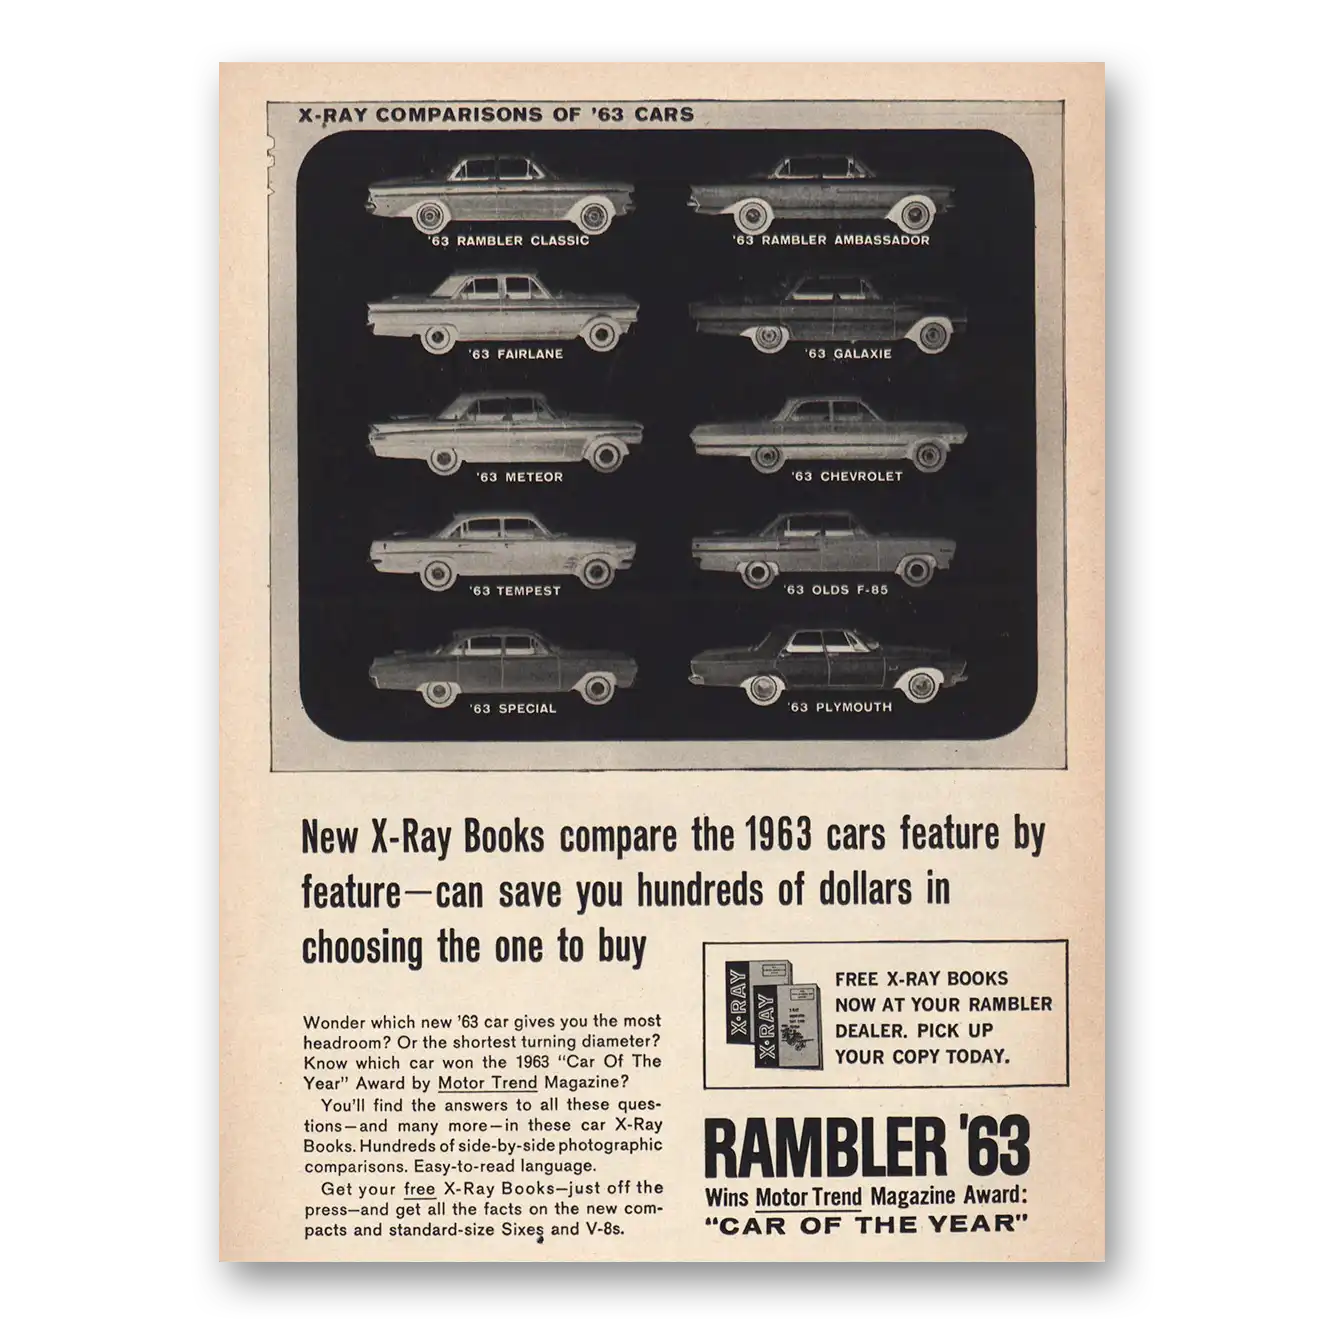 X-RAY COMPARISONS OF '63 CARS
'63 RAMBLER CLASSIC
'63 RAMBLER AMBASSADOR
'63 FAIRLANE
'63 GALAXIE
'63 METEOR
'63 CHEVROLET
'63 TEMPEST
'63 OLDS F-85
'63 SPECIAL
'63 PLYMOUTH
New X-Ray Books compare the 1963 cars feature by
feature—can save you hundreds of dollars in
choosing the one to buy
Wonder which new '63 car gives you the most
headroom? Or the shortest turning diameter?
Know which car won the 1963 "Car Of The
Year" Award by Motor Trend Magazine?
You'll find the answers to all these ques-
tions—and many more—in these car X-Ray
Books. Hundreds of side-by-side photographic
comparisons. Easy-to-read language.
Get your free X-Ray Books—just off the
press—and get all the facts on the new com-
pacts and standard-size Sixes and V-8s.
X-RAY
X-RAY
FREE X-RAY BOOKS
NOW AT YOUR RAMBLER
DEALER. PICK UP
YOUR COPY TODAY.
RAMBLER '63
Wins Motor Trend Magazine Award:
"CAR OF THE YEAR"